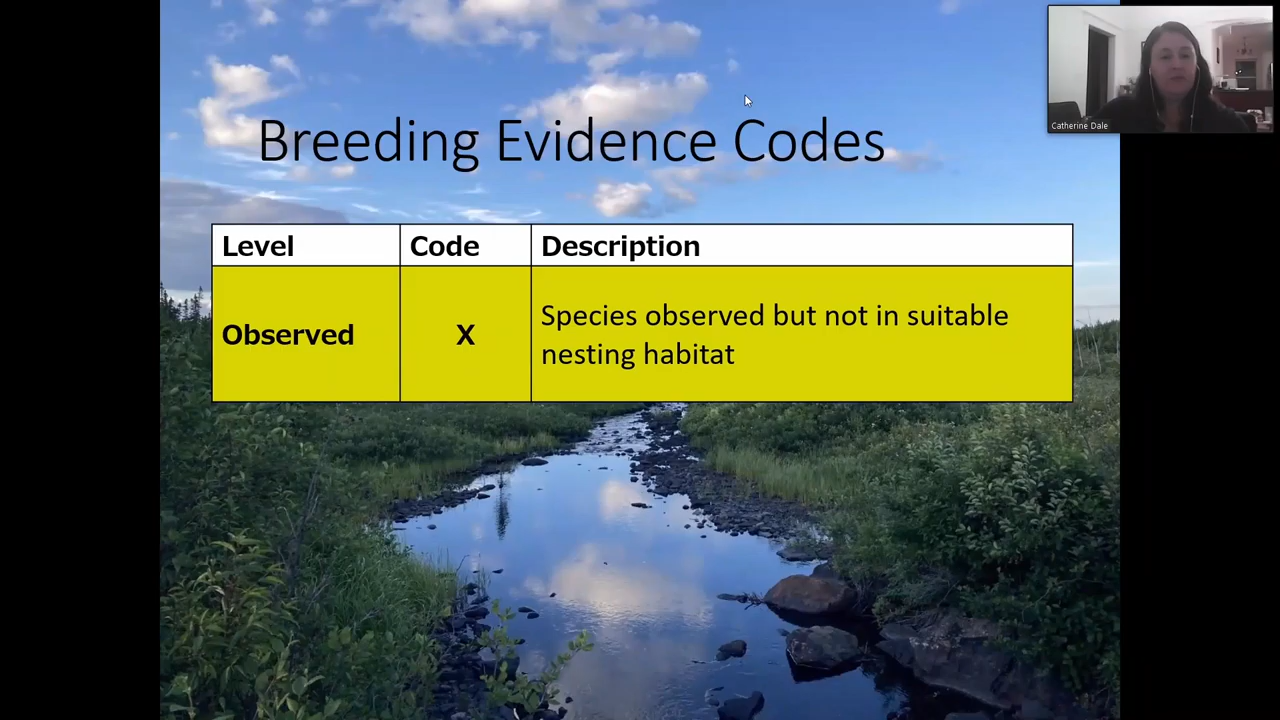 Breeding Evidence Codes
Catherine Dale
Level Code Description
Observed X Species observed but not in suitable
nesting habitat